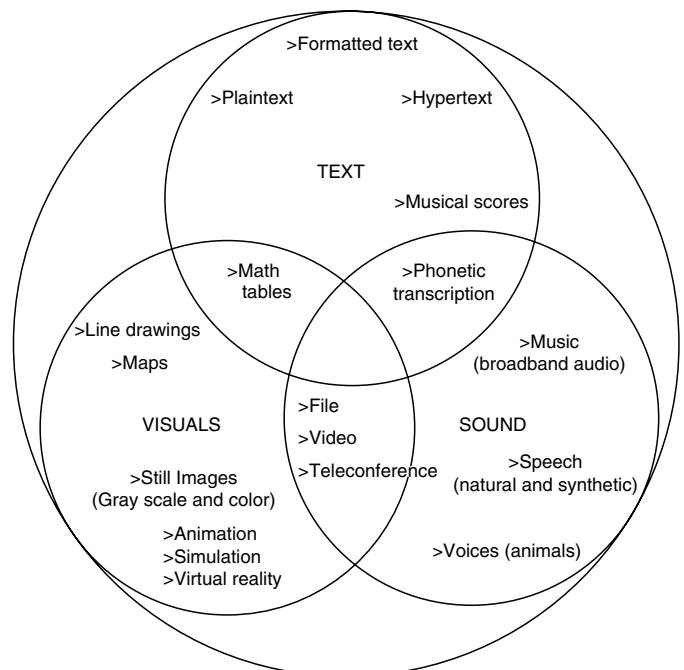 >Formatted text
>Plaintext
>Hypertext
TEXT
>Musical scores
>Math
tables
>Phonetic
transcription
>Line drawings
>Maps
>Music
(broadband audio)
>File
VISUALS
SOUND
>Video
>Teleconference
>Speech
(natural and synthetic)
>Still Images
(Gray scale and color)
>Animation
>Simulation
>Virtual reality
>Voices (animals)